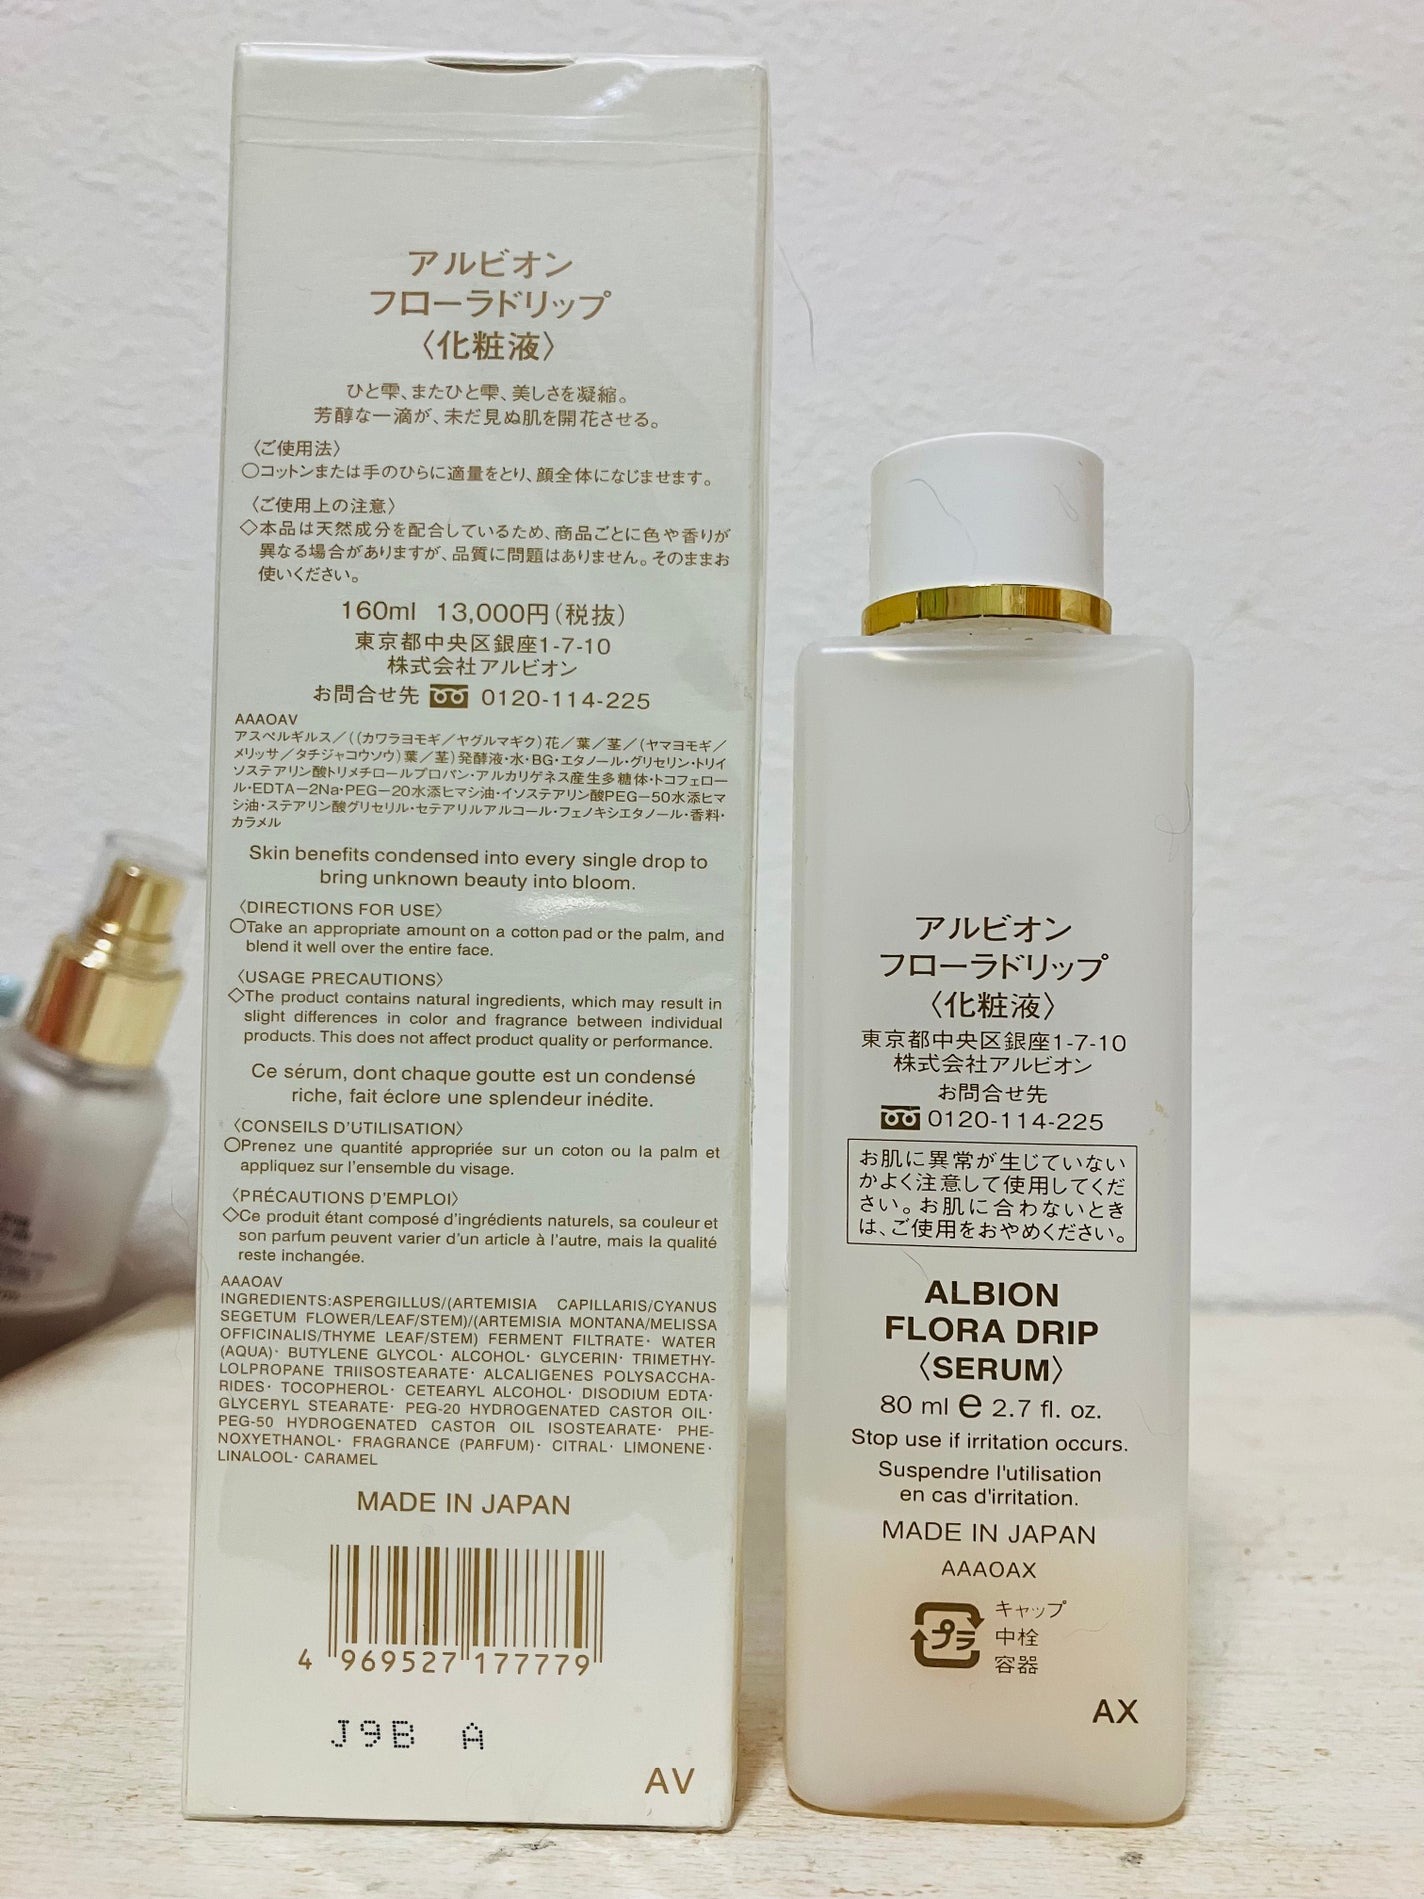 アルビオン
フローラドリップ
〈化粧液〉
ひと雫、またひと雫、美しさを凝縮。
芳醇な一滴が、未だ見ぬ肌を開花させる。
〈ご使用法〉
○コットンまたは手のひらに適量をとり、顔全体になじませます。
〈ご使用上の注意〉
◇本品は天然成分を配合しているため、商品ごとに色や香りが
異なる場合がありますが、品質に問題はありません。そのままお
使いください。
160ml 13,000円(税抜)
東京都中央区銀座1-7-10
株式会社アルビオン
お問合せ先 0120-114-225
AAAOAV
アスペルギルス/((カワラヨモギ/ヤグルマギク)花/葉/茎/(ヤマヨモギ/
メリッサ/タチジャコウソウ)葉/茎)発酵液・水・BG・エタノール・グリセリン・トリイ
ソステアリン酸トリメチロールプロパン・アルカリゲネス産生多糖体・トコフェロー
ル・EDTA-2Na・PEG-20水添ヒマシ油・イソステアリン酸PEG-50水添ヒマ
シ油・ステアリン酸グリセリル・セテアリルアルコール・フェノキシエタノール・香料・
カラメル
Skin benefits condensed into every single drop to
bring unknown beauty into bloom.
〈DIRECTIONS FOR USE〉
○Take an appropriate amount on a cotton pad or the palm, and
blend it well over the entire face.
〈USAGE PRECAUTIONS〉
◇The product contains natural ingredients, which may result in
slight differences in color and fragrance between individual
products. This does not affect product quality or performance.
Ce sérum, dont chaque goutte est un condensé
riche, fait éclore une splendeur inédite.
〈CONSEILS D'UTILISATION〉
○Prenez une quantité appropriée sur un coton ou la palm et
appliquez sur l'ensemble du visage.
〈PRÉCAUTIONS D'EMPLOI〉
◇Ce produit étant composé d'ingrédients naturels, sa couleur et
son parfum peuvent varier d'un article à l'autre, mais la qualité
reste inchangée.
AAAOAV
INGREDIENTS:ASPERGILLUS/(ARTEMISIA CAPILLARIS/CYANUS
SEGETUM FLOWER/LEAF/STEM)/(ARTEMISIA MONTANA/MELISSA
OFFICINALIS/THYME LEAF/STEM) FERMENT FILTRATE· WATER
(AQUA)· BUTYLENE GLYCOL· ALCOHOL· GLYCERIN· TRIMETHY-
LOLPROPANE TRIISOSTEARATE· ALCALIGENES POLYSACCHA-
RIDES· TOCOPHEROL· CETEARYL ALCOHOL· DISODIUM EDTA·
GLYCERYL STEARATE· PEG-20 HYDROGENATED CASTOR OIL·
PEG-50 HYDROGENATED CASTOR OIL ISOSTEARATE· PHE-
NOXYETHANOL· FRAGRANCE (PARFUM)· CITRAL· LIMONENE·
LINALOOL· CARAMEL
MADE IN JAPAN
4 969527 177779
J9B A
AV
アルビオン
フローラドリップ
〈化粧液〉
東京都中央区銀座1-7-10
株式会社アルビオン
お問合せ先
0120-114-225
お肌に異常が生じていない
かよく注意して使用してくだ
さい。お肌に合わないとき
は、ご使用をおやめください。
ALBION
FLORA DRIP
〈SERUM〉
80 ml e 2.7 fl. oz.
Stop use if irritation occurs.
Suspendre l'utilisation
en cas d'irritation.
MADE IN JAPAN
AAAOAX
プラ
キャップ
中栓
容器
AX